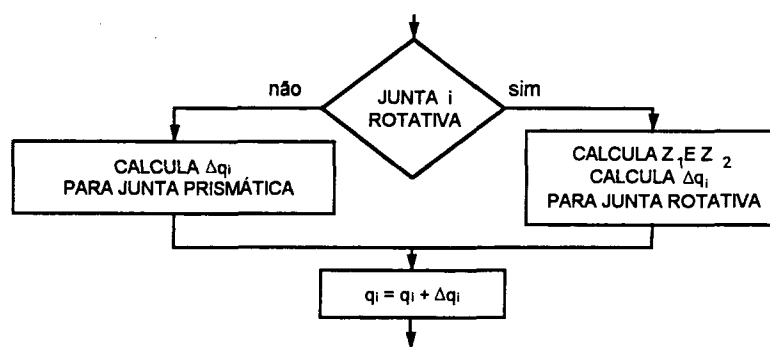 não
sim
JUNTA i
ROTATIVA
CALCULA Δqi
PARA JUNTA PRISMÁTICA
CALCULA Z 1 E Z 2
CALCULA Δqi
PARA JUNTA ROTATIVA
qi = qi + Δqi